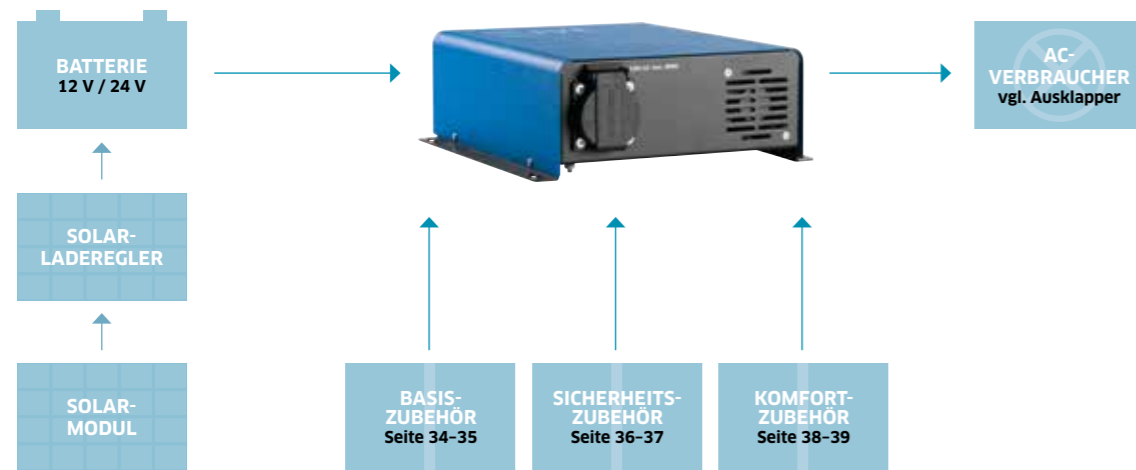 BATTERIE
12 V / 24 V
AC-
VERBRAUCHER
vgl. Ausklapper
SOLAR-
LADEREGLER
SOLAR-
MODUL
BASIS-
ZUBEHÖR
Seite 34–35
SICHERHEITS-
ZUBEHÖR
Seite 36–37
KOMFORT-
ZUBEHÖR
Seite 38–39